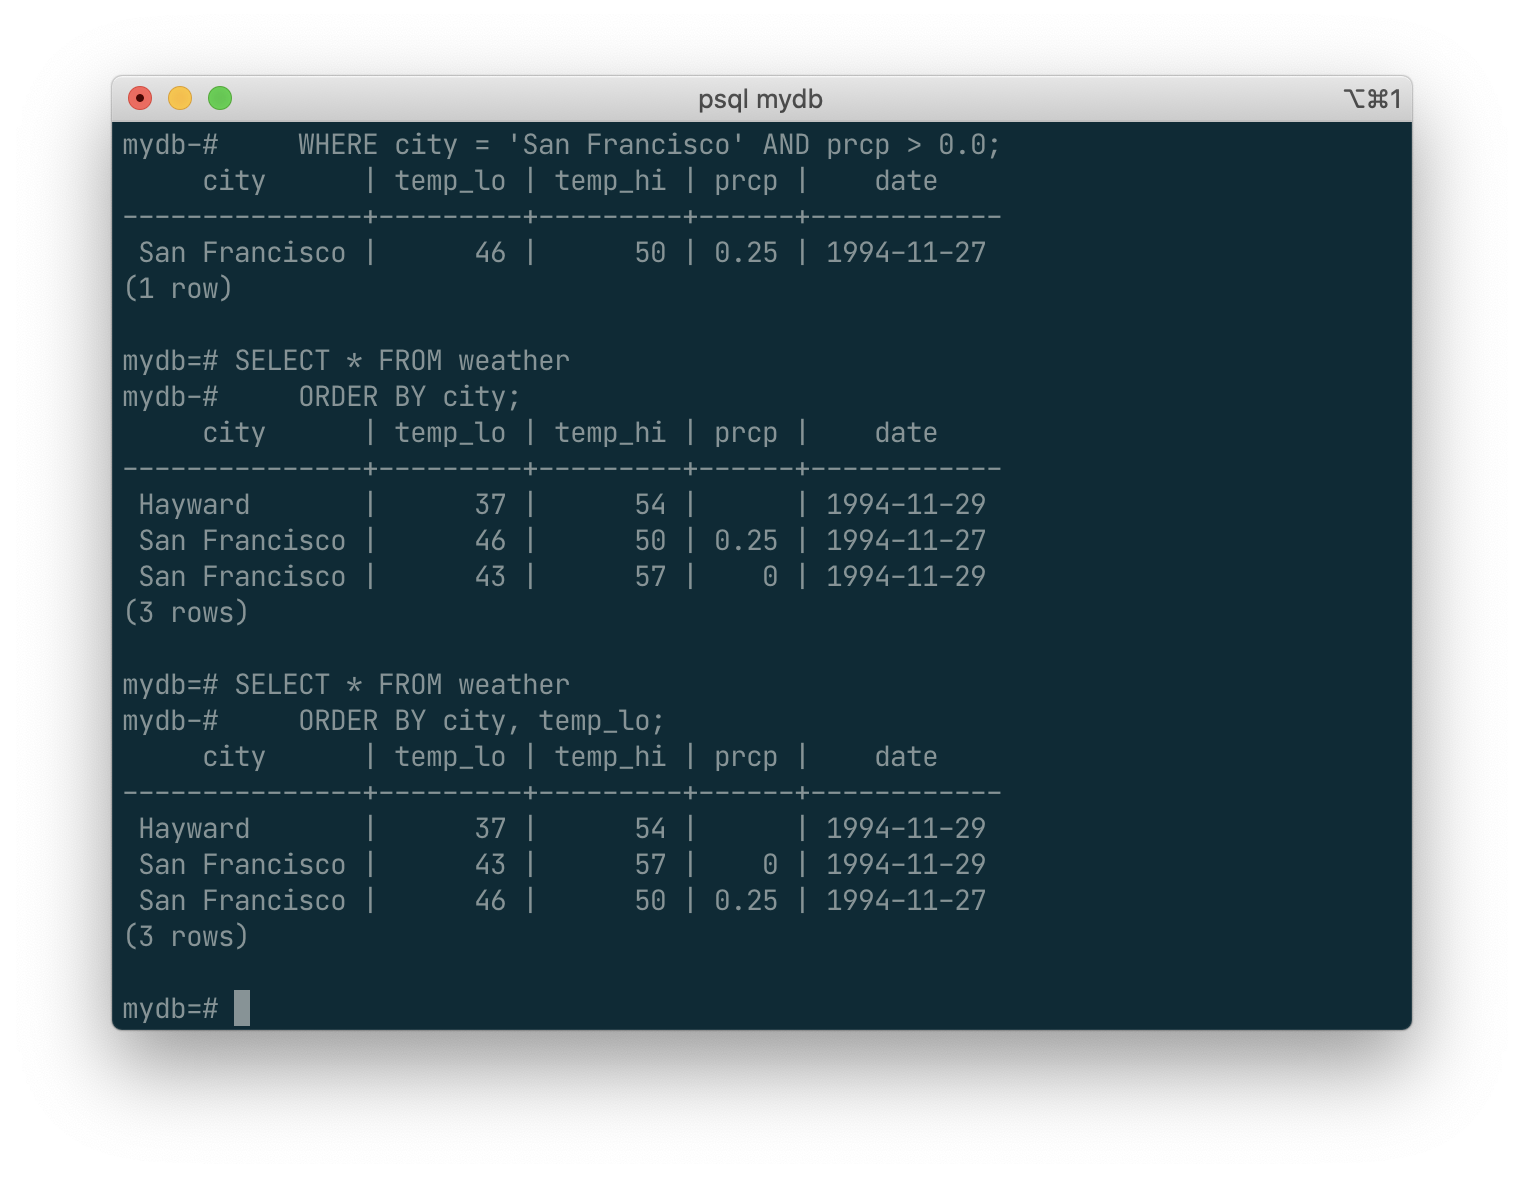 psql mydb ⌥⌘1
mydb-#     WHERE city = 'San Francisco' AND prcp > 0.0;
     city      | temp_lo | temp_hi | prcp |    date
---------------+---------+---------+------+------------
 San Francisco |      46 |      50 | 0.25 | 1994-11-27
(1 row)

mydb=# SELECT * FROM weather
mydb-#     ORDER BY city;
     city      | temp_lo | temp_hi | prcp |    date
---------------+---------+---------+------+------------
 Hayward       |      37 |      54 |      | 1994-11-29
 San Francisco |      46 |      50 | 0.25 | 1994-11-27
 San Francisco |      43 |      57 |    0 | 1994-11-29
(3 rows)

mydb=# SELECT * FROM weather
mydb-#     ORDER BY city, temp_lo;
     city      | temp_lo | temp_hi | prcp |    date
---------------+---------+---------+------+------------
 Hayward       |      37 |      54 |      | 1994-11-29
 San Francisco |      43 |      57 |    0 | 1994-11-29
 San Francisco |      46 |      50 | 0.25 | 1994-11-27
(3 rows)

mydb=#